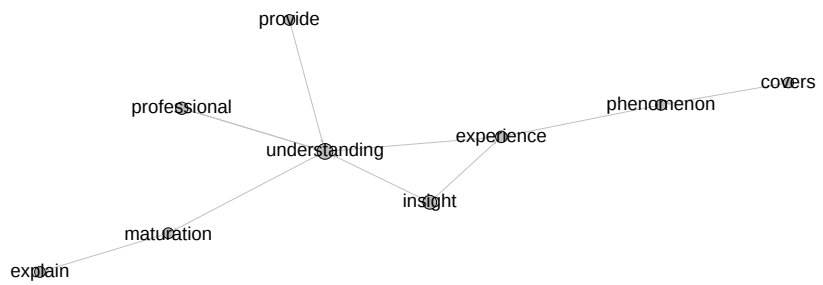 provide
covers
professional
phenomenon
experience
understanding
insight
maturation
explain